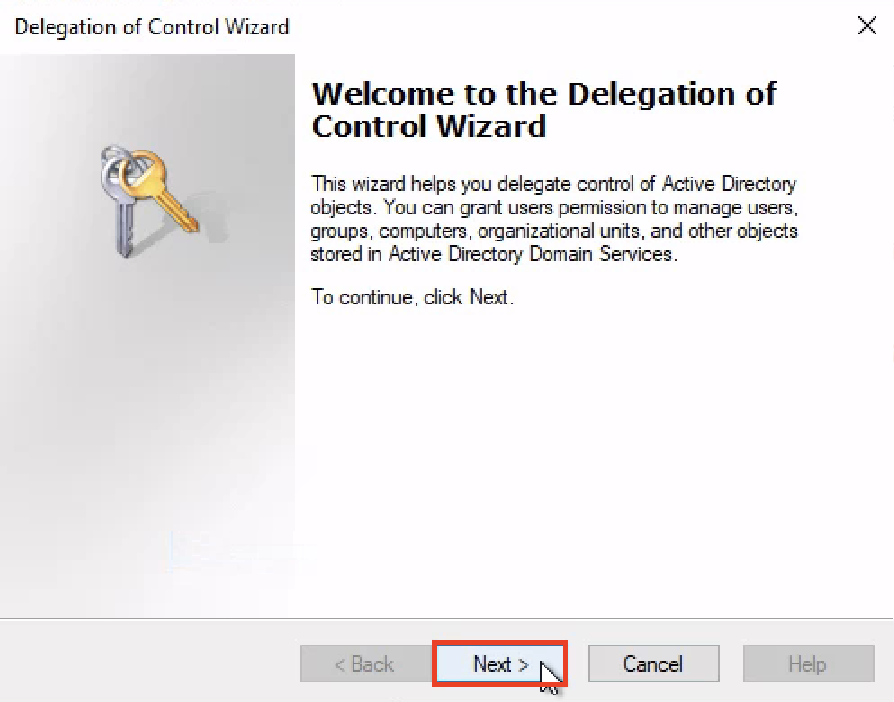 Delegation of Control Wizard
Welcome to the Delegation of
Control Wizard
This wizard helps you delegate control of Active Directory
objects. You can grant users permission to manage users,
groups, computers, organizational units, and other objects
stored in Active Directory Domain Services.
To continue, click Next.
< Back
Next >
Cancel
Help